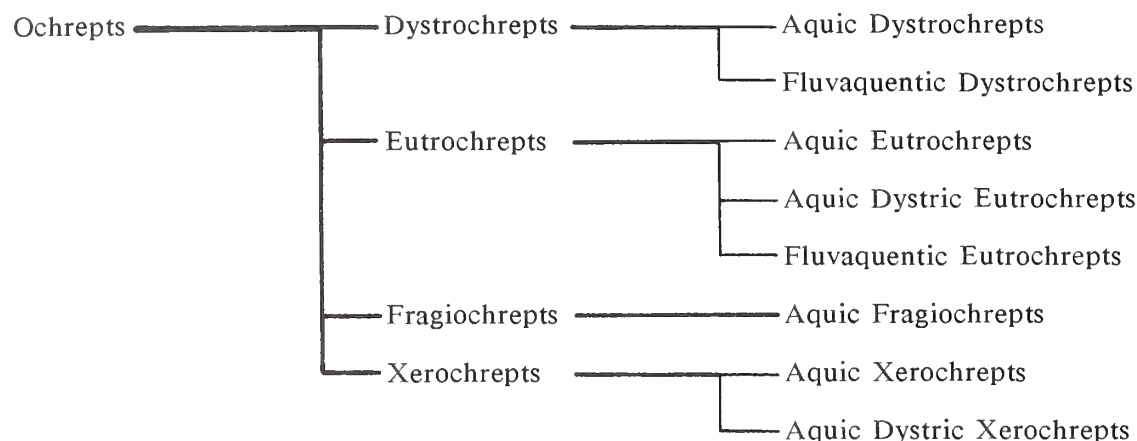 Ochrepts Dystrochrepts Aquic Dystrochrepts
Fluvaquentic Dystrochrepts
Eutrochrepts Aquic Eutrochrepts
Aquic Dystric Eutrochrepts
Fluvaquentic Eutrochrepts
Fragiochrepts Aquic Fragiochrepts
Xerochrepts Aquic Xerochrepts
Aquic Dystric Xerochrepts